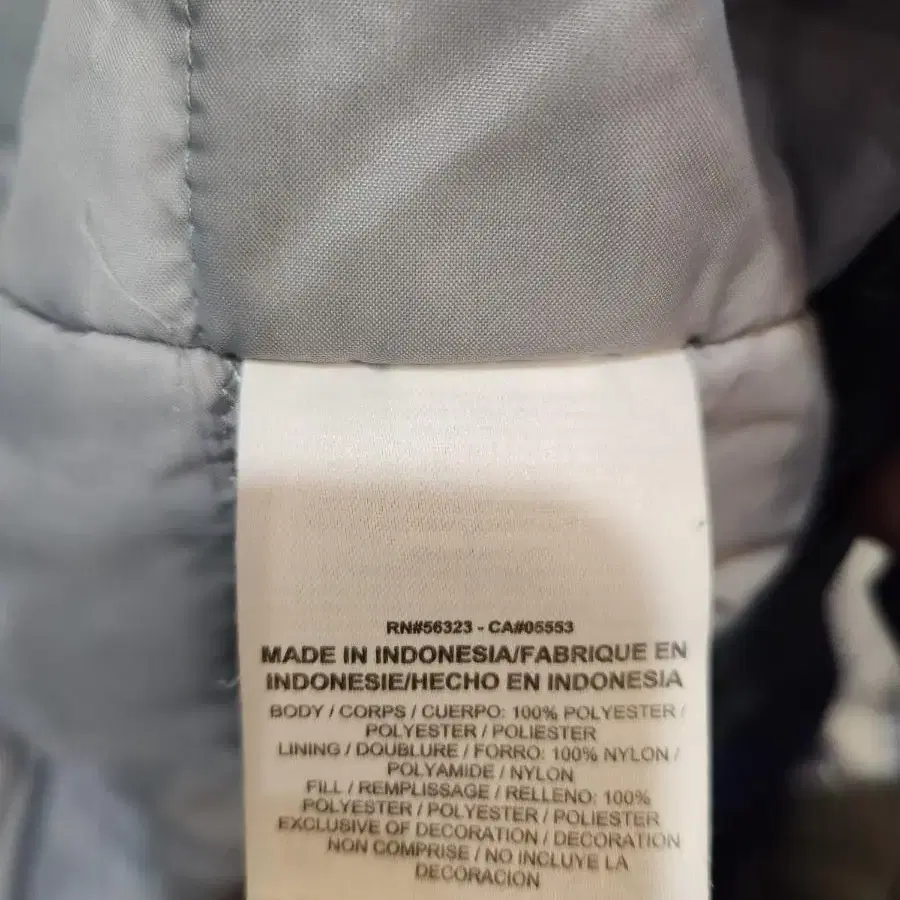 RN#56323 - CA#05553
MADE IN INDONESIA/FABRIQUE EN
INDONESIE/HECHO EN INDONESIA
BODY / CORPS / CUERPO: 100% POLYESTER /
POLYESTER / POLIESTER
LINING / DOUBLURE / FORRO: 100% NYLON /
POLYAMIDE / NYLON
FILL / REMPLISSAGE / RELLENO: 100%
POLYESTER / POLYESTER / POLIESTER
EXCLUSIVE OF DECORATION / DECORATION
NON COMPRISE / NO INCLUYE LA
DECORACION